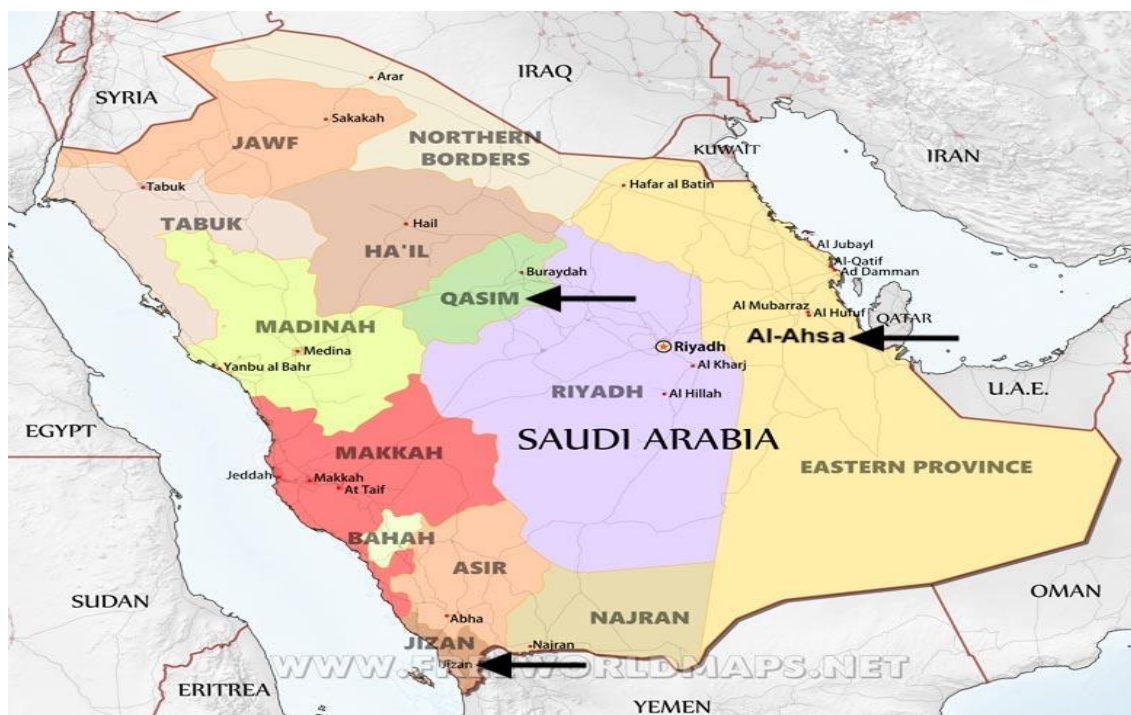 IRAQ
Arar
SYRIA
Sakakah
JAWF
NORTHERN
BORDERS
KUWAIT
IRAN
Tabuk
Hafar al Batin
TABUK
Hail
HA'IL
Al Jubayl
Al-Qatif
Ad Damman
Buraydah
QASIM
Al Mubarraz
Al Hufuf
QATAR
MADINAH
Medina
Al-Ahsa
Riyadh
Yanbu al Bahr
Al Kharj
U.A.E.
RIYADH
Al Hillah
EGYPT
SAUDI ARABIA
MAKKAH
EASTERN PROVINCE
Jeddah
Makkah
At Taif
BAHAH
ASIR
SUDAN
OMAN
Abha
NAJRAN
JIZAN
Najran
Jizan
ERITREA
YEMEN